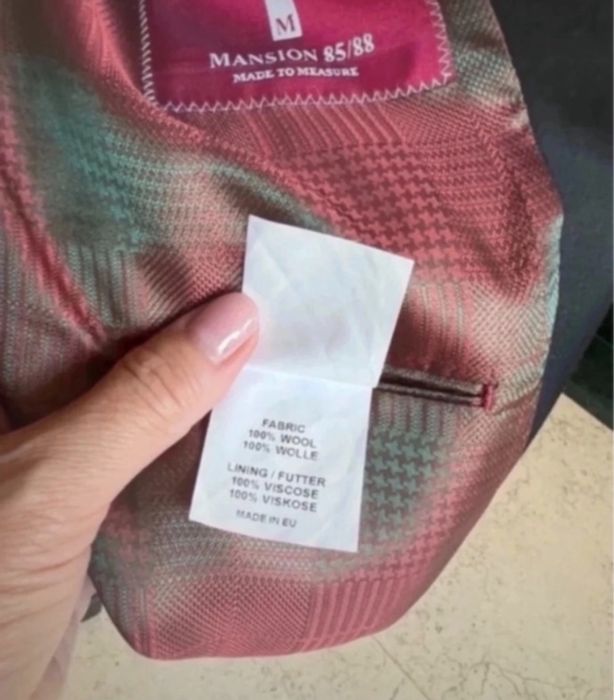 M
MANSION 85/88
MADE TO MEASURE
FABRIC
100% WOOL
100% WOLLE
LINING / FUTTER
100% VISCOSE
100% VISKOSE
MADE IN EU